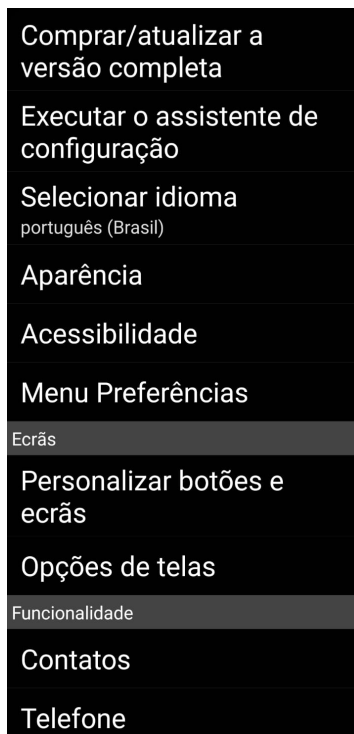 Comprar/atualizar a
versão completa
Executar o assistente de
configuração
Selecionar idioma
português (Brasil)
Aparência
Acessibilidade
Menu Preferências
Ecrãs
Personalizar botões e
ecrãs
Opções de telas
Funcionalidade
Contatos
Telefone